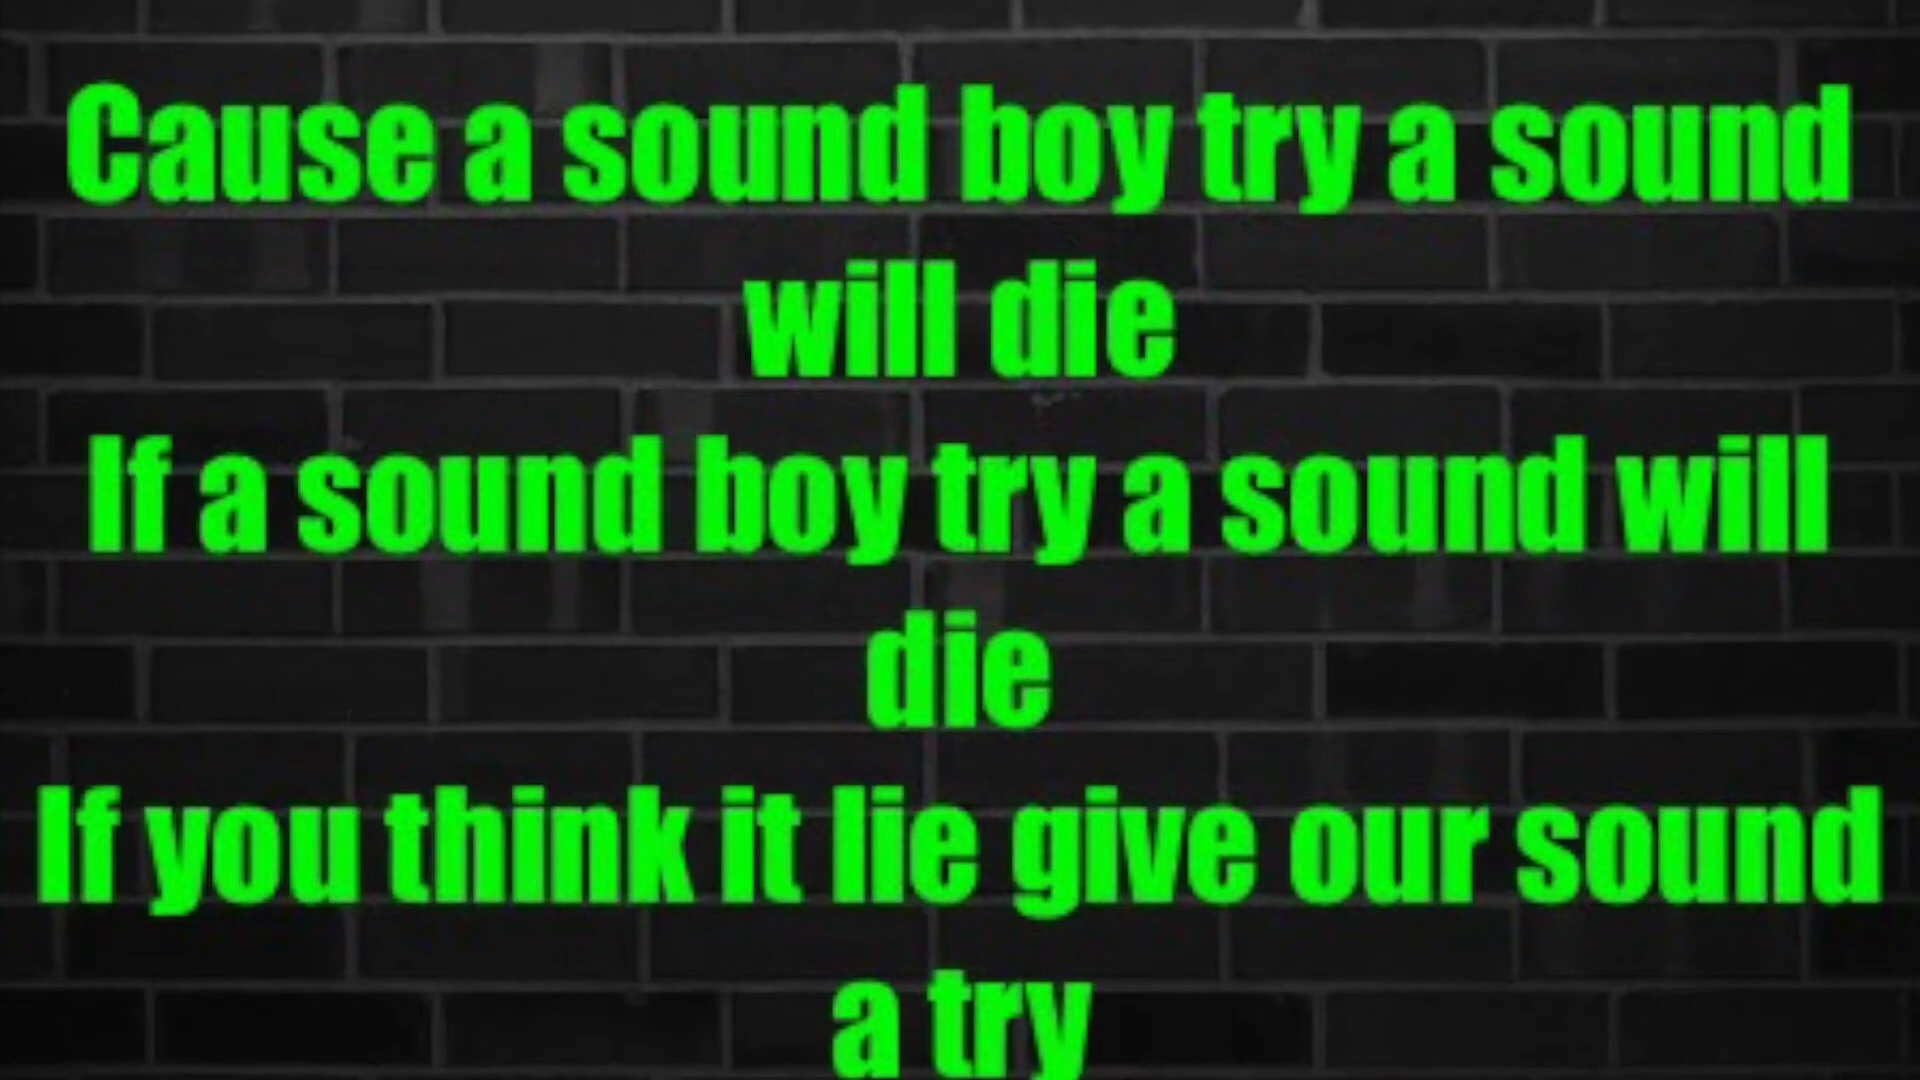 Cause a sound boy try a sound
will die
If a sound boy try a sound will
die
If you think it lie give our sound
a try